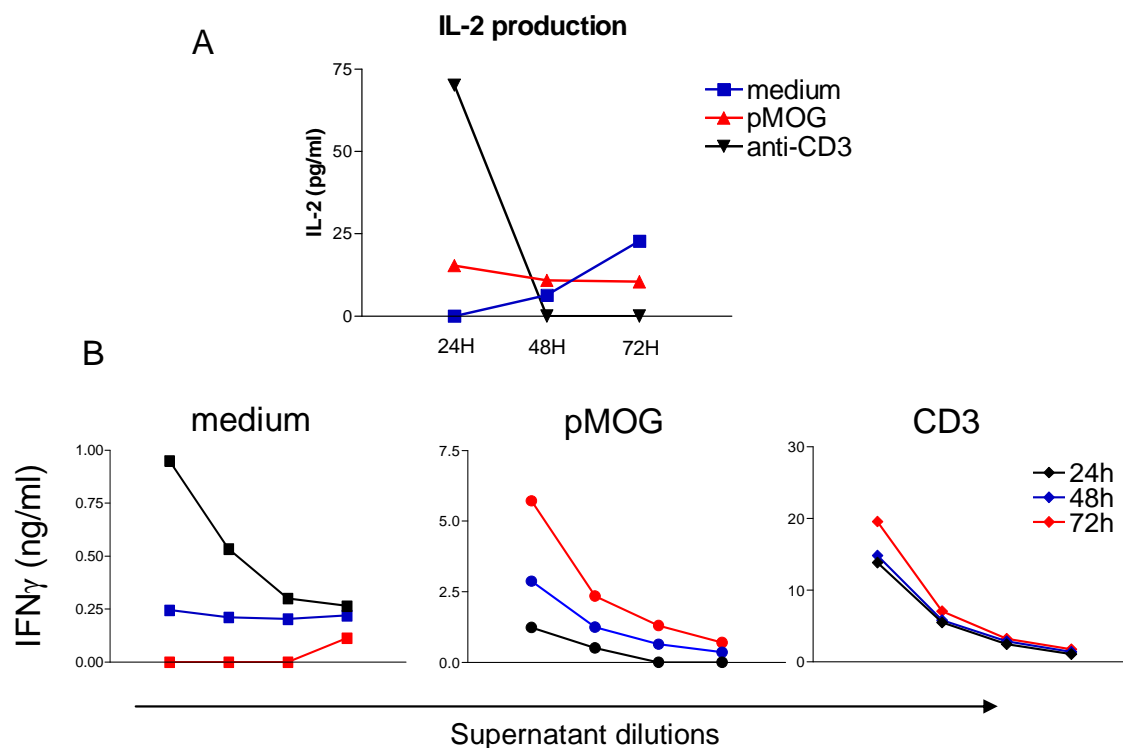 A
IL-2 production
IL-2 (pg/ml)
75
50
25
0
24H 48H 72H
medium
pMOG
anti-CD3
B
IFNγ (ng/ml)
medium
1.00
0.75
0.50
0.25
0.00
pMOG
7.5
5.0
2.5
0.0
CD3
30
20
10
0
24h
48h
72h
Supernatant dilutions